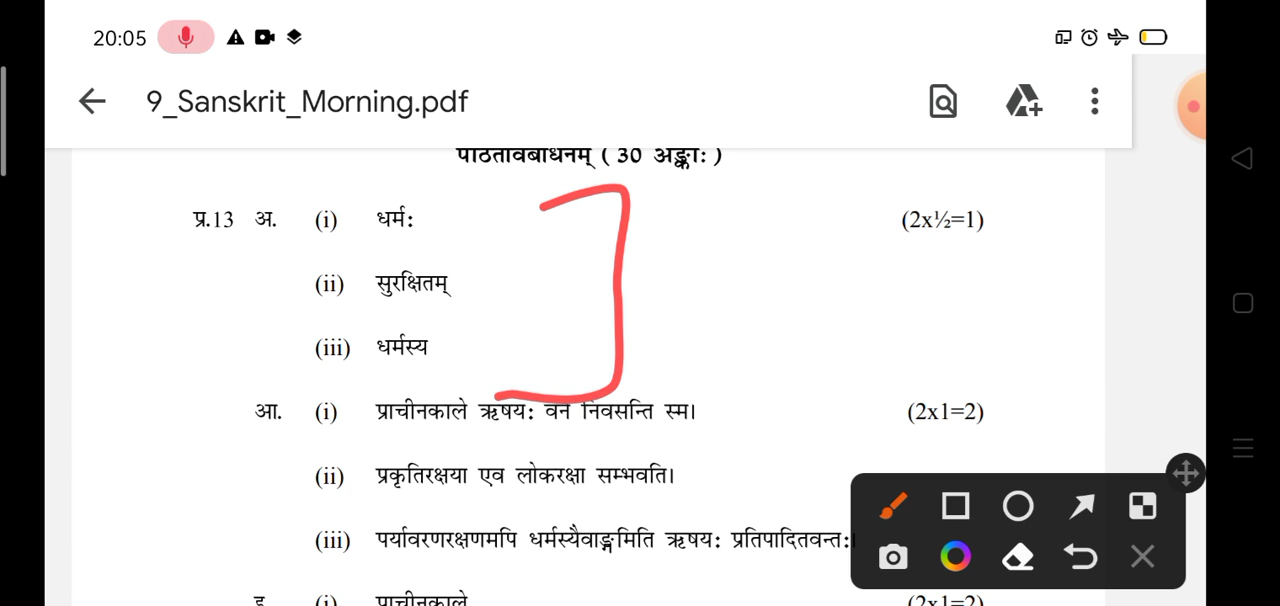 20:05
9_Sanskrit_Morning.pdf
पाठतावबोधनम् ( 30 अङ्काः )
प्र.13 अ. (i) धर्मः (2x½=1)
(ii) सुरक्षितम्
(iii) धर्मस्य
आ. (i) प्राचीनकाले ऋषयः वने निवसन्ति स्म। (2x1=2)
(ii) प्रकृतिरक्षया एव लोकरक्षा सम्भवति।
(iii) पर्यावरणरक्षणमपि धर्मस्यैवाङ्गमिति ऋषयः प्रतिपादितवन्तः।
इ. (i) प्राचीनकाले (2x1=2)